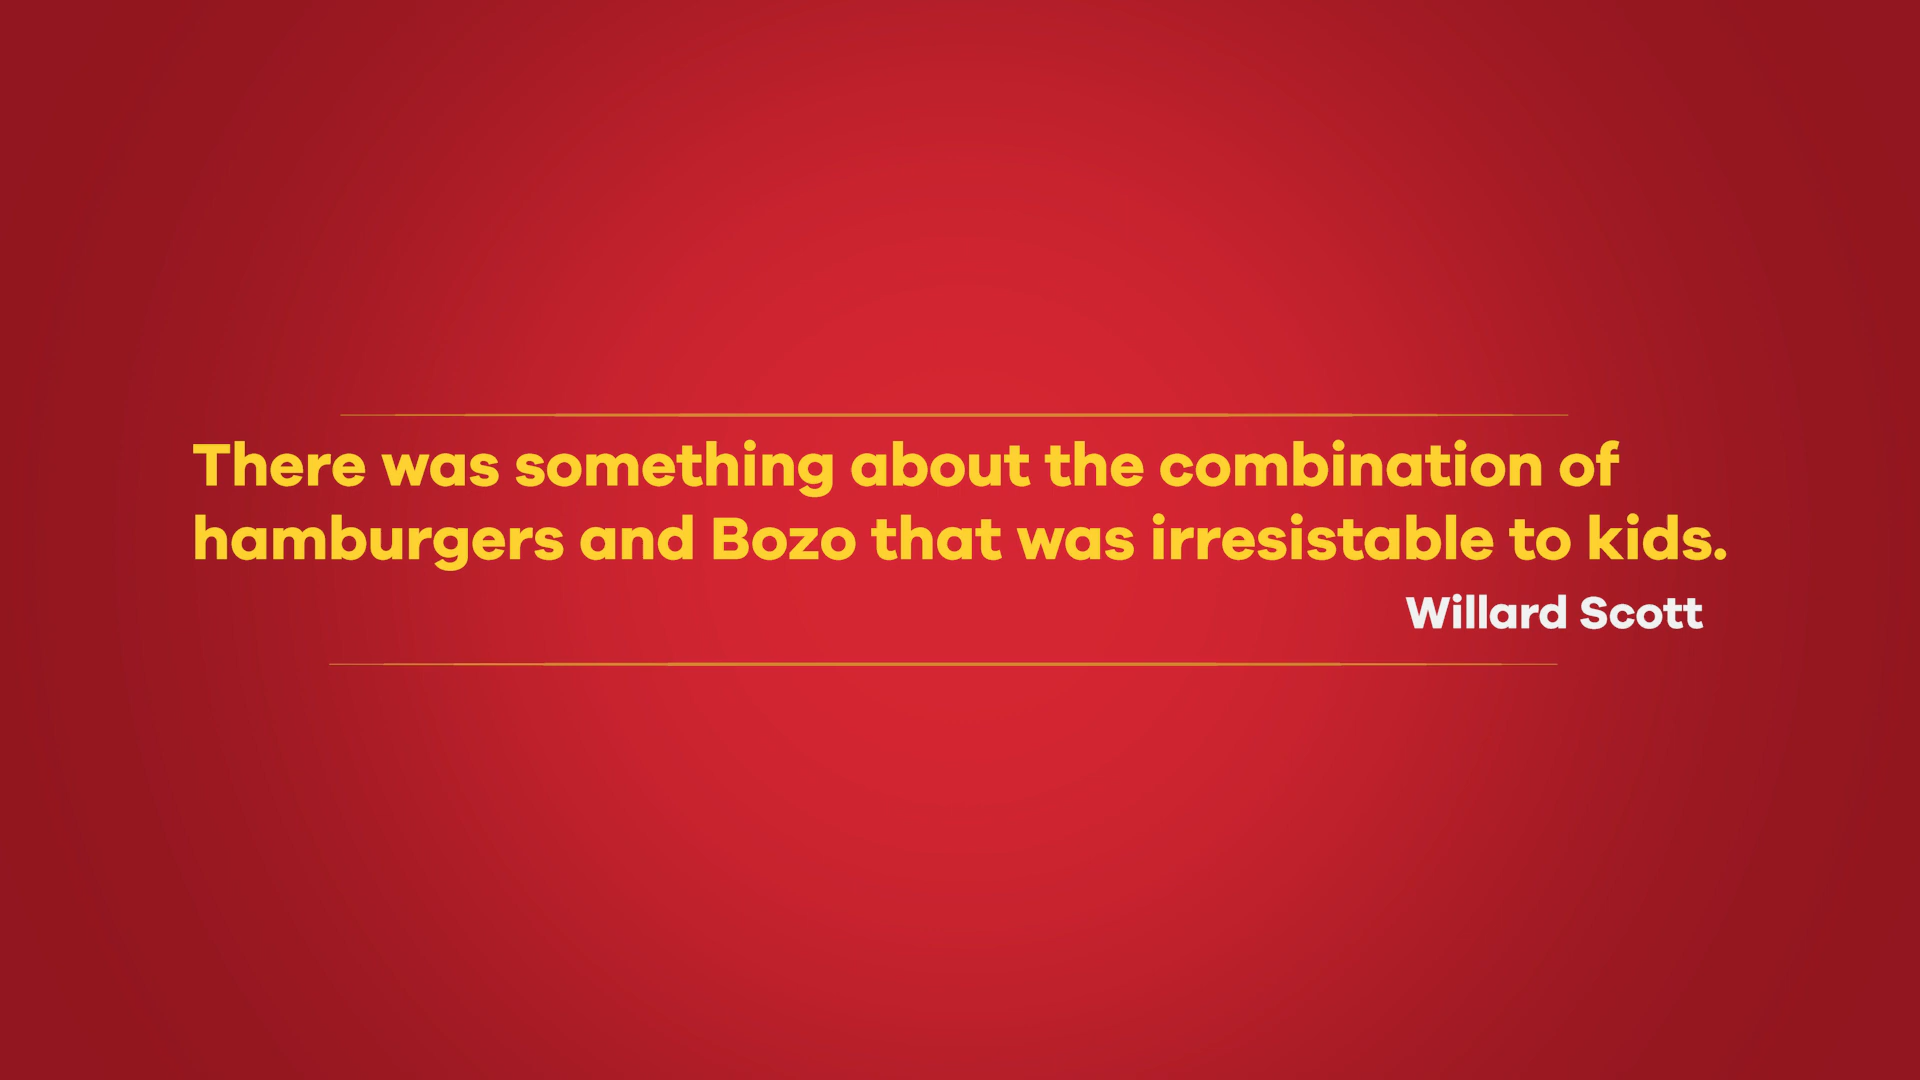 There was something about the combination of
hamburgers and Bozo that was irresistable to kids.
Willard Scott